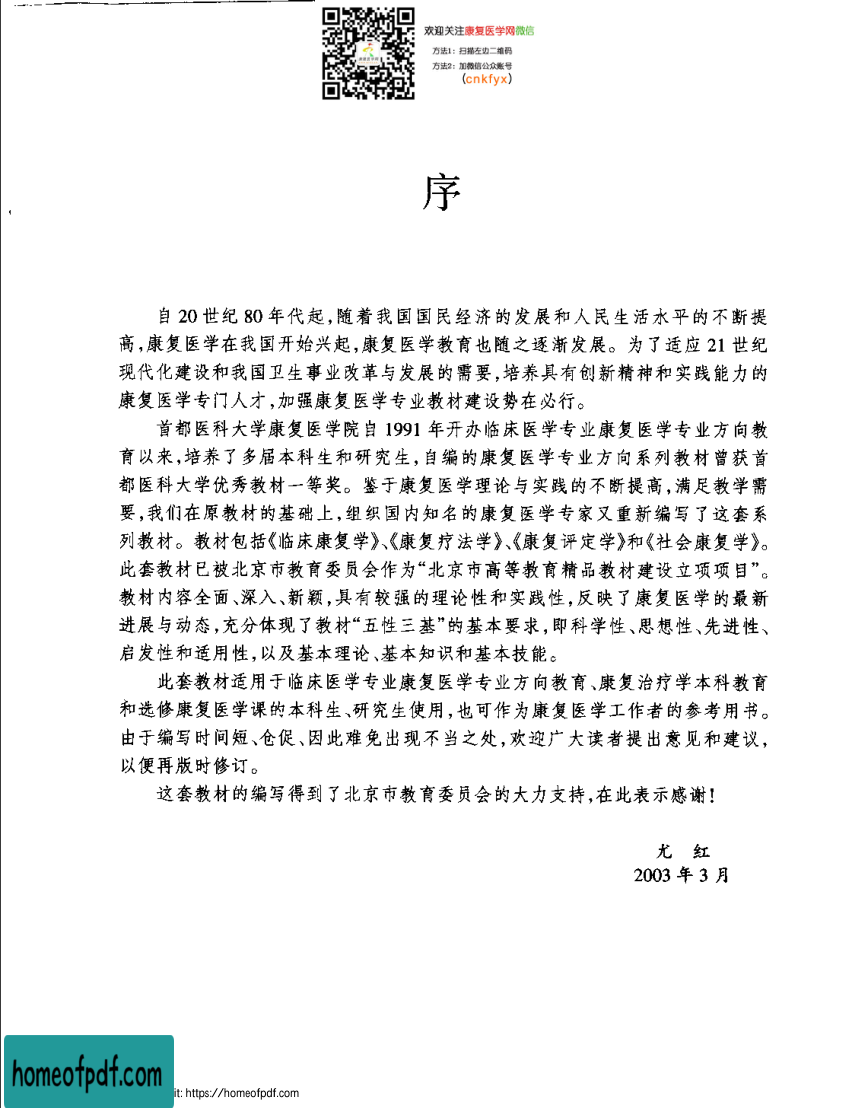 欢迎关注康复医学网微信
方法1：扫描左边二维码
方法2：加微信公众账号
(cnkfyx)
序
自20世纪80年代起，随着我国国民经济的发展和人民生活水平的不断提
高，康复医学在我国开始兴起，康复医学教育也随之逐渐发展。为了适应21世纪
现代化建设和我国卫生事业改革与发展的需要，培养具有创新精神和实践能力的
康复医学专门人才，加强康复医学专业教材建设势在必行。
首都医科大学康复医学院自1991年开办临床医学专业康复医学专业方向教
育以来，培养了多届本科生和研究生，自编的康复医学专业方向系列教材曾获首
都医科大学优秀教材一等奖。鉴于康复医学理论与实践的不断提高，满足教学需
要，我们在原教材的基础上，组织国内知名的康复医学专家又重新编写了这套系
列教材。教材包括《临床康复学》、《康复疗法学》、《康复评定学》和《社会康复学》。
此套教材已被北京市教育委员会作为“北京市高等教育精品教材建设立项项目”。
教材内容全面、深入、新颖，具有较强的理论性和实践性，反映了康复医学的最新
进展与动态，充分体现了教材“五性三基”的基本要求，即科学性、思想性、先进性、
启发性和适用性，以及基本理论、基本知识和基本技能。
此套教材适用于临床医学专业康复医学专业方向教育、康复治疗学本科教育
和选修康复医学课的本科生、研究生使用，也可作为康复医学工作者的参考用书。
由于编写时间短、仓促、因此难免出现不当之处，欢迎广大读者提出意见和建议，
以便再版时修订。
这套教材的编写得到了北京市教育委员会的大力支持，在此表示感谢！
尤 红
2003年3月
homeofpdf.com
it: https://homeofpdf.com